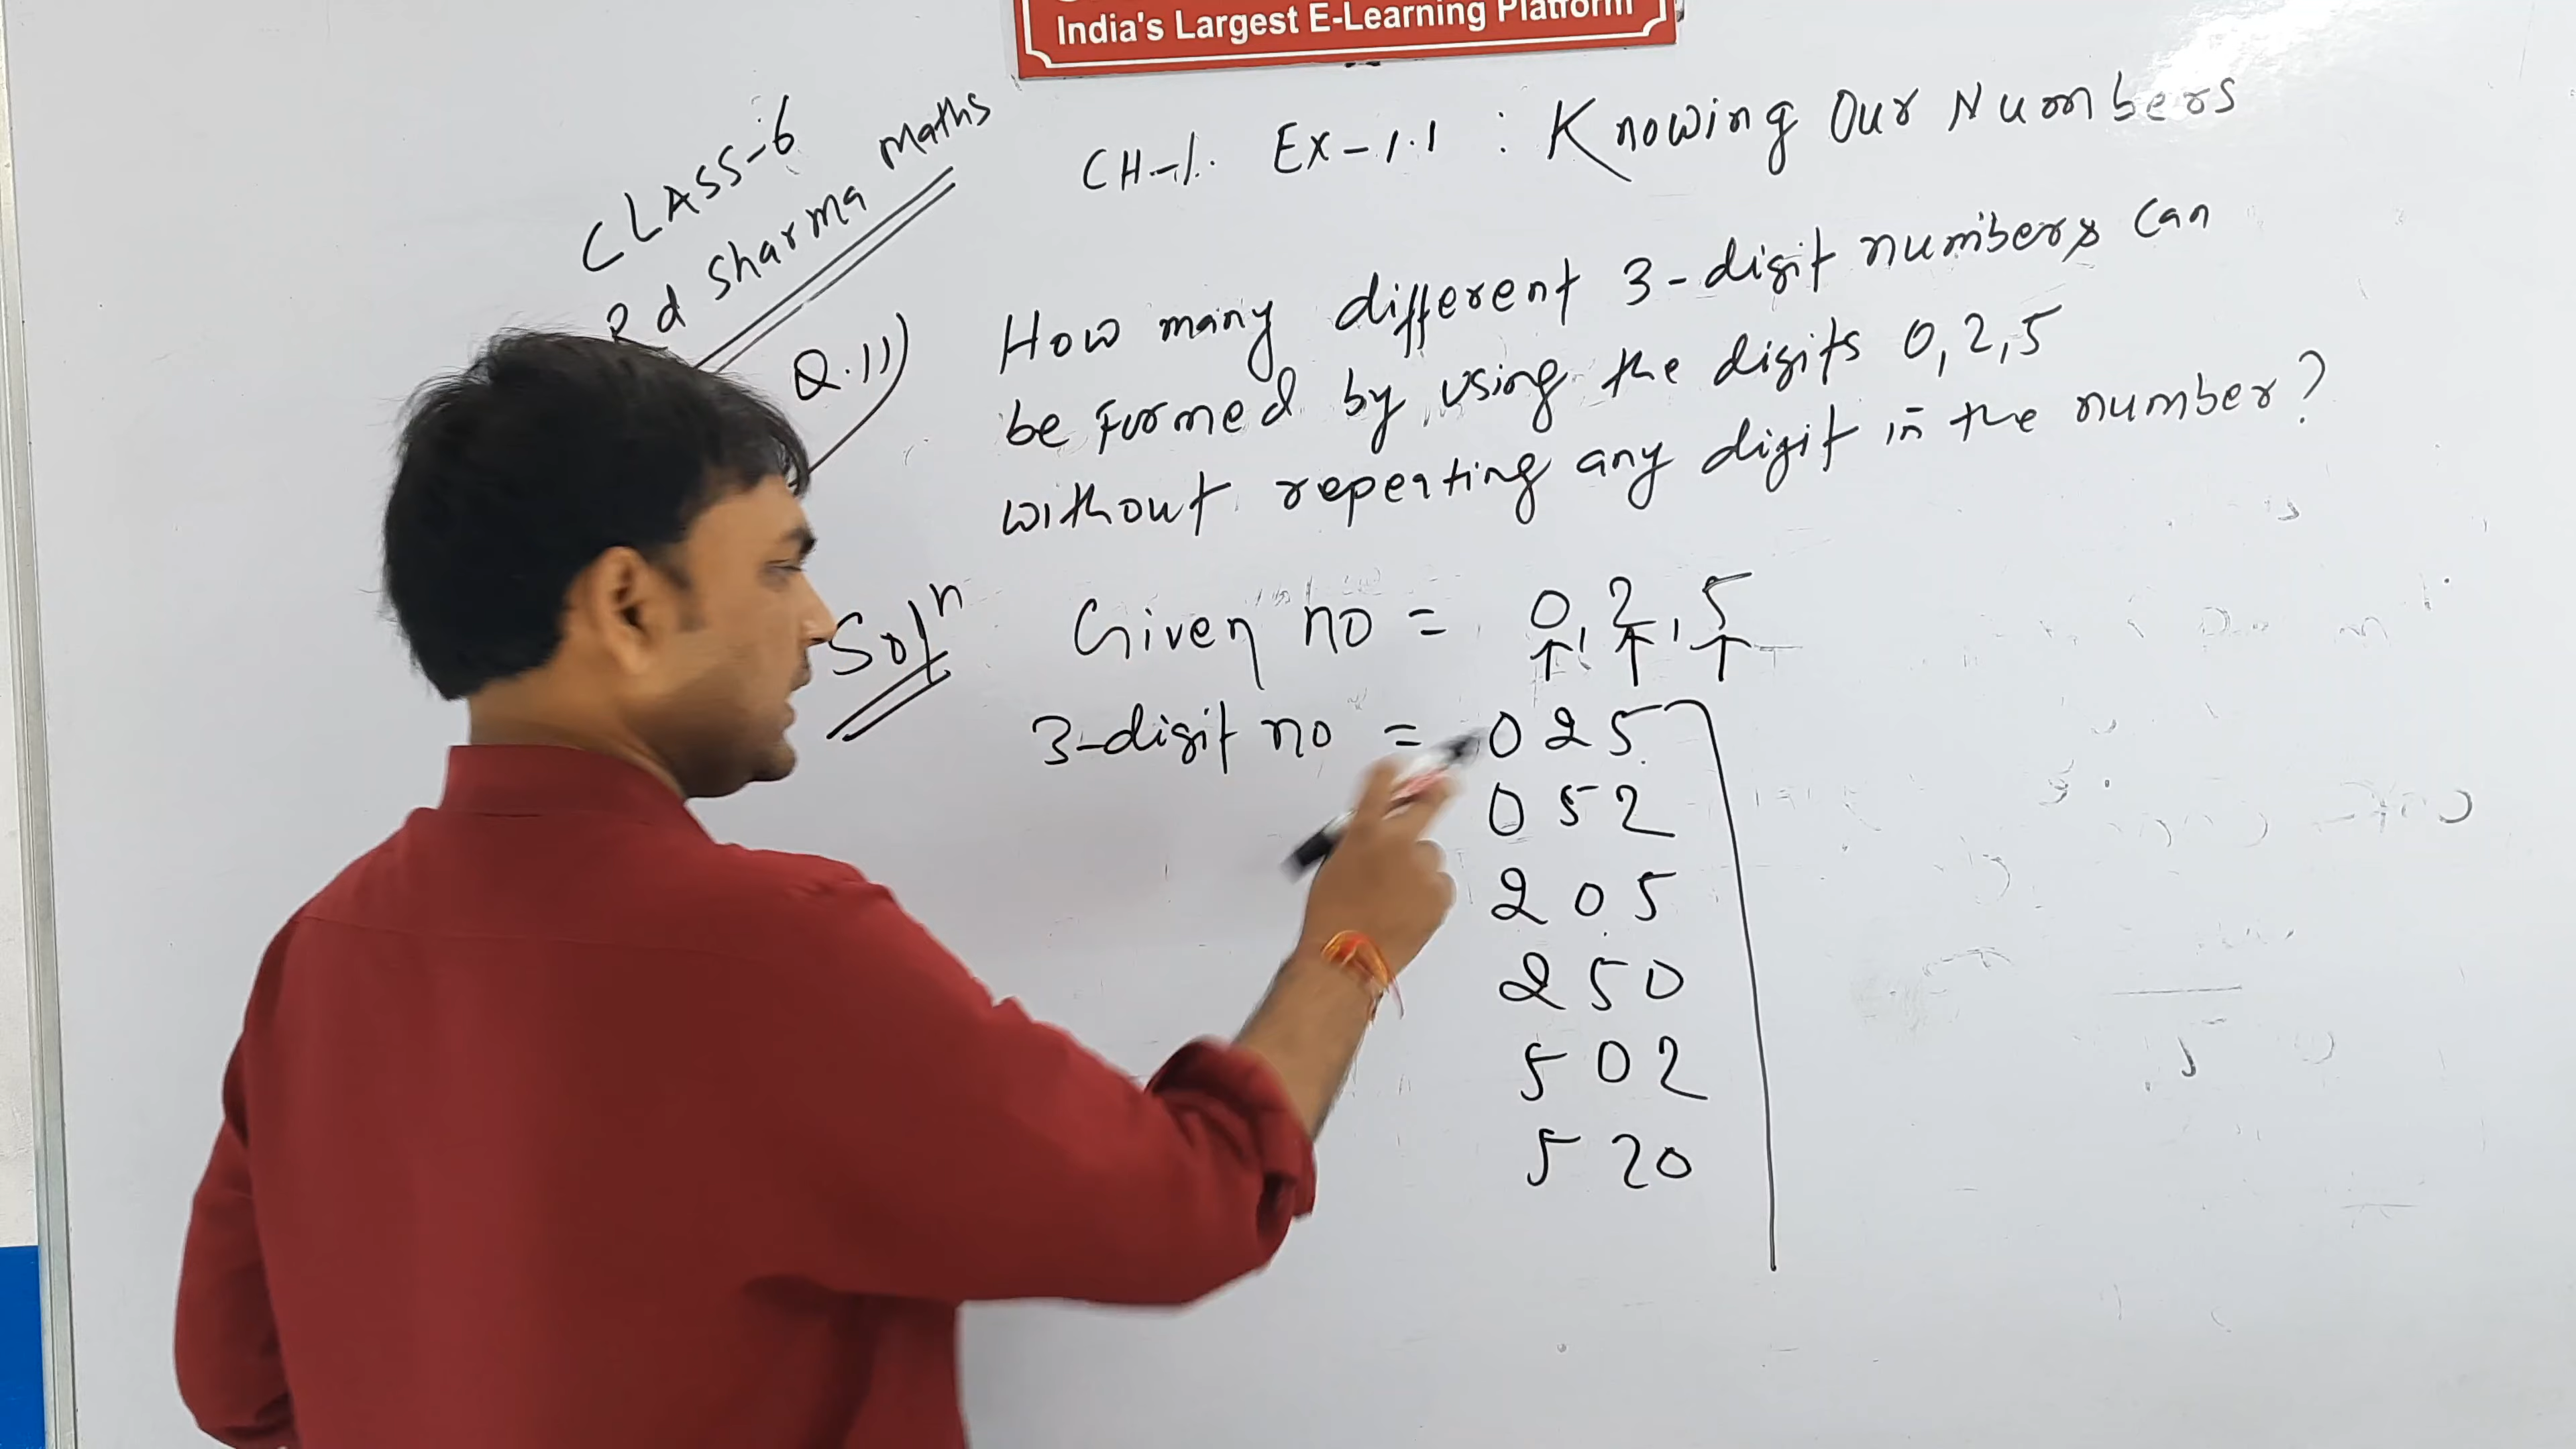 India's Largest E-Learning Platform
CLASS-6
Rd Sharma Maths
CH-1. Ex-1.1 : Knowing Our Numbers
Q.11) How many different 3-digit numbers can
be formed by using the digits 0,2,5
without repeating any digit in the number?
Solⁿ Given no = 0,2,5
3-digit no = 025
052
205
250
502
520